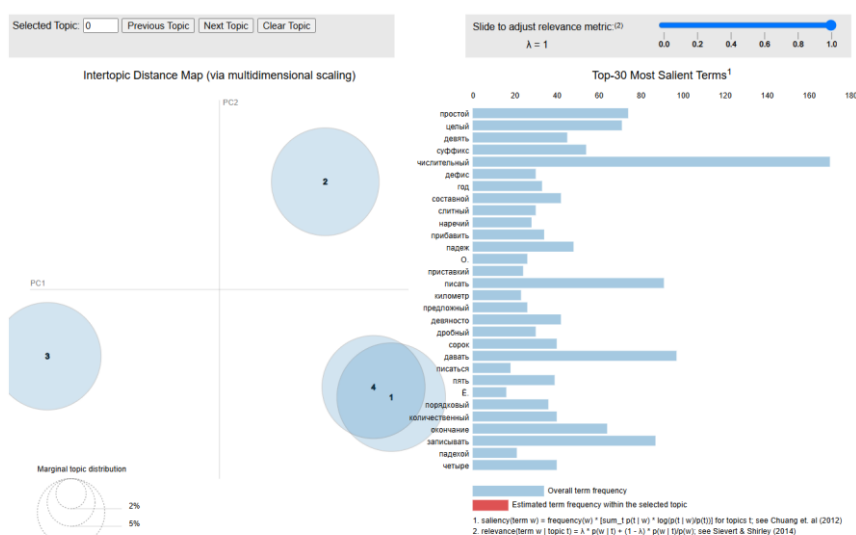 Selected Topic: 0 Previous Topic Next Topic Clear Topic
Slide to adjust relevance metric:(2)
λ = 1
0.0 0.2 0.4 0.6 0.8 1.0
Intertopic Distance Map (via multidimensional scaling)
PC2
PC1
2
3
4
1
Marginal topic distribution
2%
5%
Top-30 Most Salient Terms1
0 20 40 60 80 100 120 140 160 180
простой
целый
девять
суффикс
числительный
дефис
год
составной
слитный
наречий
прибавить
падеж
О.
приставкий
писать
километр
предложный
девяносто
дробный
сорок
давать
писаться
пять
Е.
порядковый
количественный
окончание
записывать
падехой
четыре
Overall term frequency
Estimated term frequency within the selected topic
1. saliency(term w) = frequency(w) * [sum_t p(t | w) * log(p(t | w)/p(t))] for topics t; see Chuang et. al (2012)
2. relevance(term w | topic t) = λ * p(w | t) + (1 - λ) * p(w | t)/p(w); see Sievert & Shirley (2014)